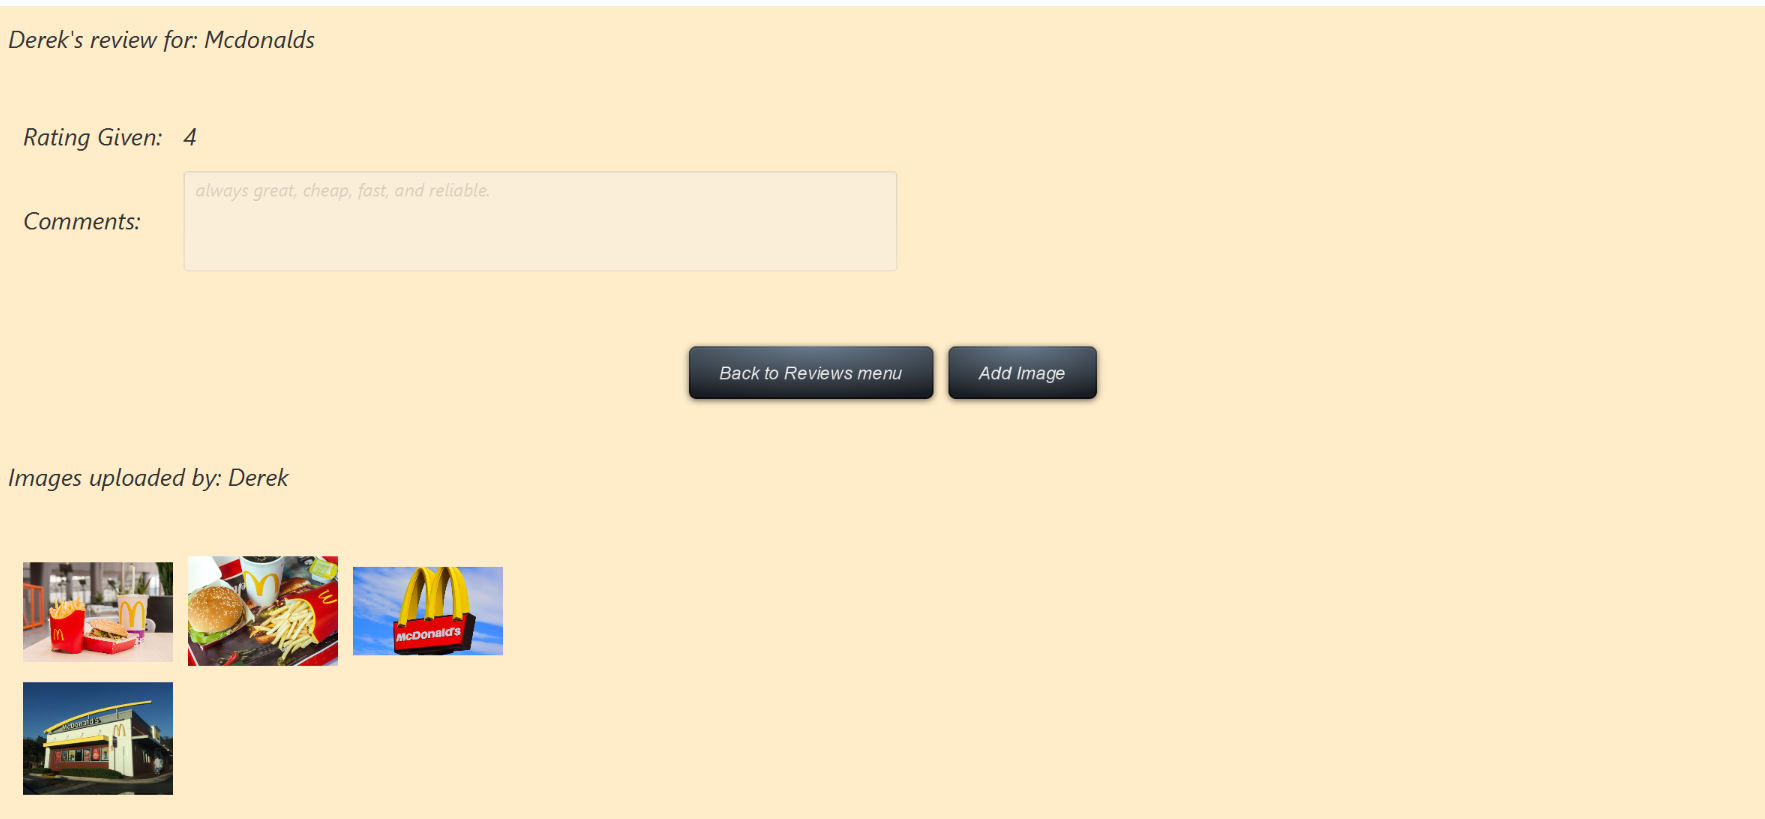 Derek's review for: Mcdonalds
Rating Given: 4
always great, cheap, fast, and reliable.
Comments:
Back to Reviews menu Add Image
Images uploaded by: Derek
McDonald's
McDonald's